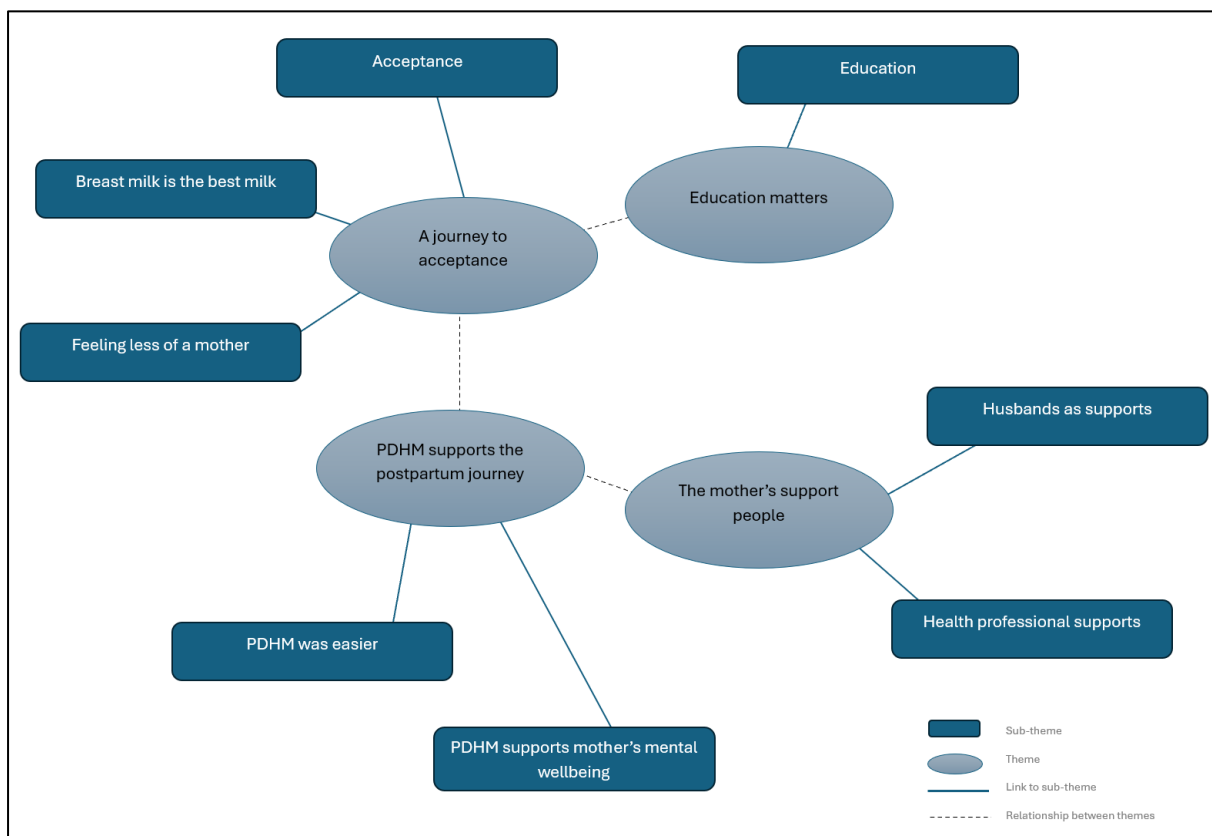 Acceptance
Education
Breast milk is the best milk
Education matters
A journey to
acceptance
Feeling less of a mother
Husbands as supports
PDHM supports the
postpartum journey
The mother’s support
people
Health professional supports
PDHM was easier
PDHM supports mother’s mental
wellbeing
Sub-theme
Theme
Link to sub-theme
Relationship between themes